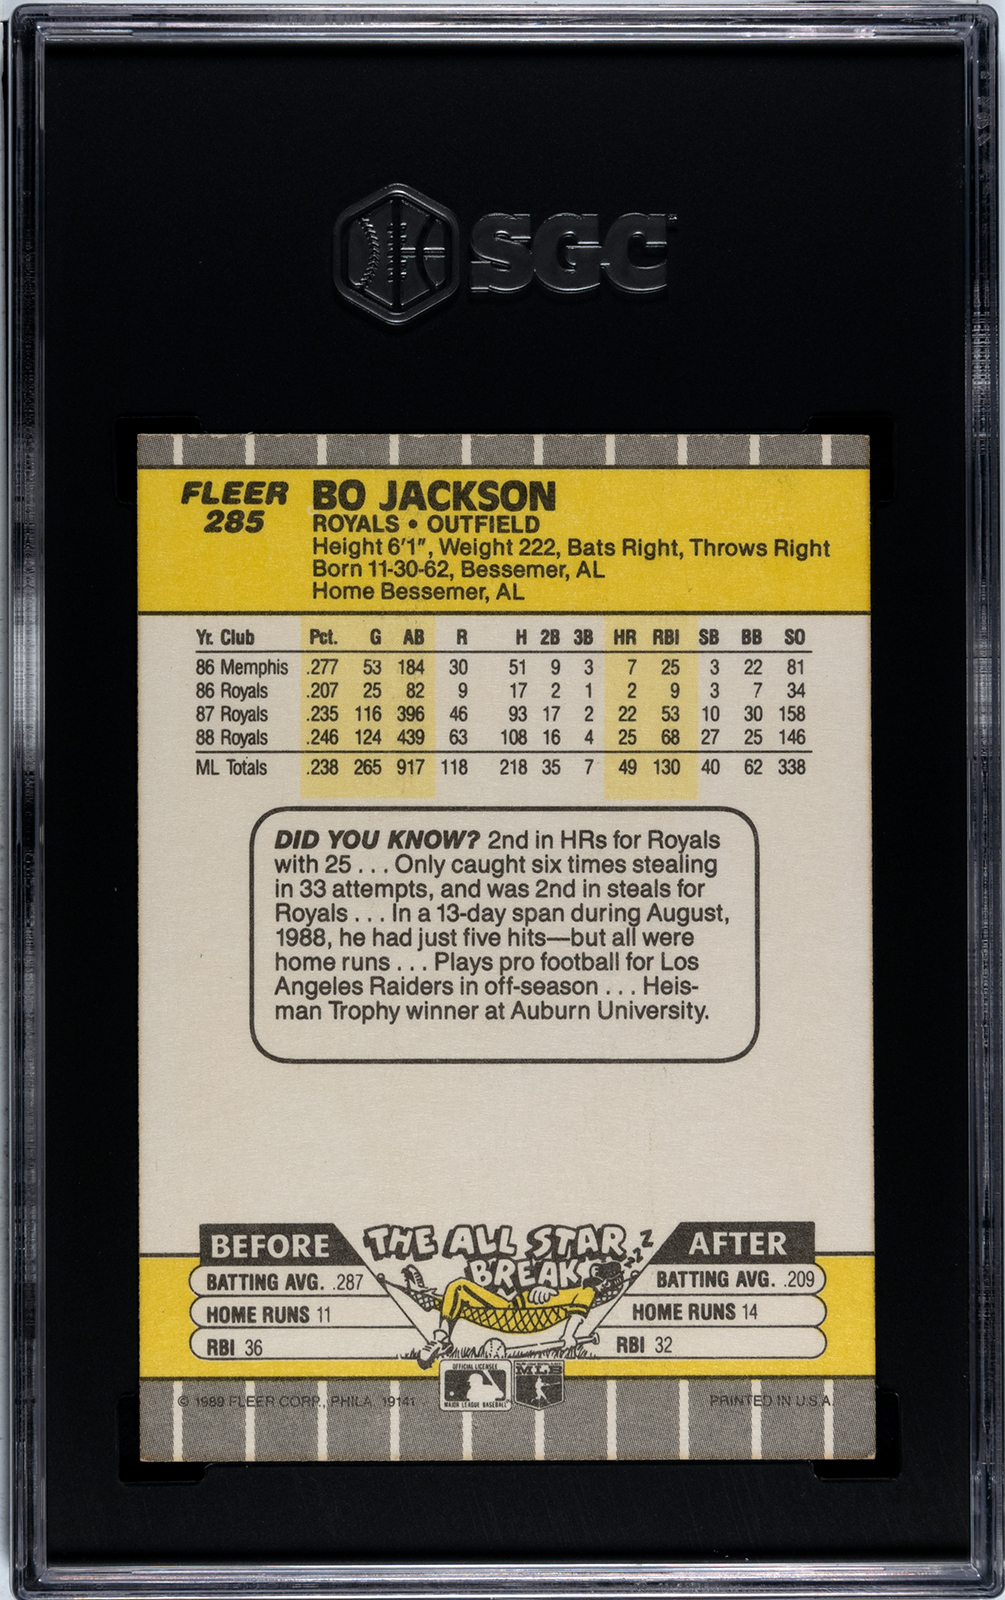 SGC
FLEER
285
BO JACKSON
ROYALS • OUTFIELD
Height 6'1", Weight 222, Bats Right, Throws Right
Born 11-30-62, Bessemer, AL
Home Bessemer, AL
Yr. Club Pct. G AB R H 2B 3B HR RBI SB BB SO
86 Memphis .277 53 184 30 51 9 3 7 25 3 22 81
86 Royals .207 25 82 9 17 2 1 2 9 3 7 34
87 Royals .235 116 396 46 93 17 2 22 53 10 30 158
88 Royals .246 124 439 63 108 16 4 25 68 27 25 146
ML Totals .238 265 917 118 218 35 7 49 130 40 62 338
DID YOU KNOW? 2nd in HRs for Royals
with 25 . . . Only caught six times stealing
in 33 attempts, and was 2nd in steals for
Royals . . . In a 13-day span during August,
1988, he had just five hits—but all were
home runs . . . Plays pro football for Los
Angeles Raiders in off-season . . . Heis-
man Trophy winner at Auburn University.
THE ALL STAR
BREAK
ZZZ
BEFORE
BATTING AVG. .287
HOME RUNS 11
RBI 36
AFTER
BATTING AVG. .209
HOME RUNS 14
RBI 32
OFFICIAL LICENSEE
MAJOR LEAGUE BASEBALL
MLB
© 1989 FLEER CORP., PHILA. 19141
PRINTED IN U.S.A.